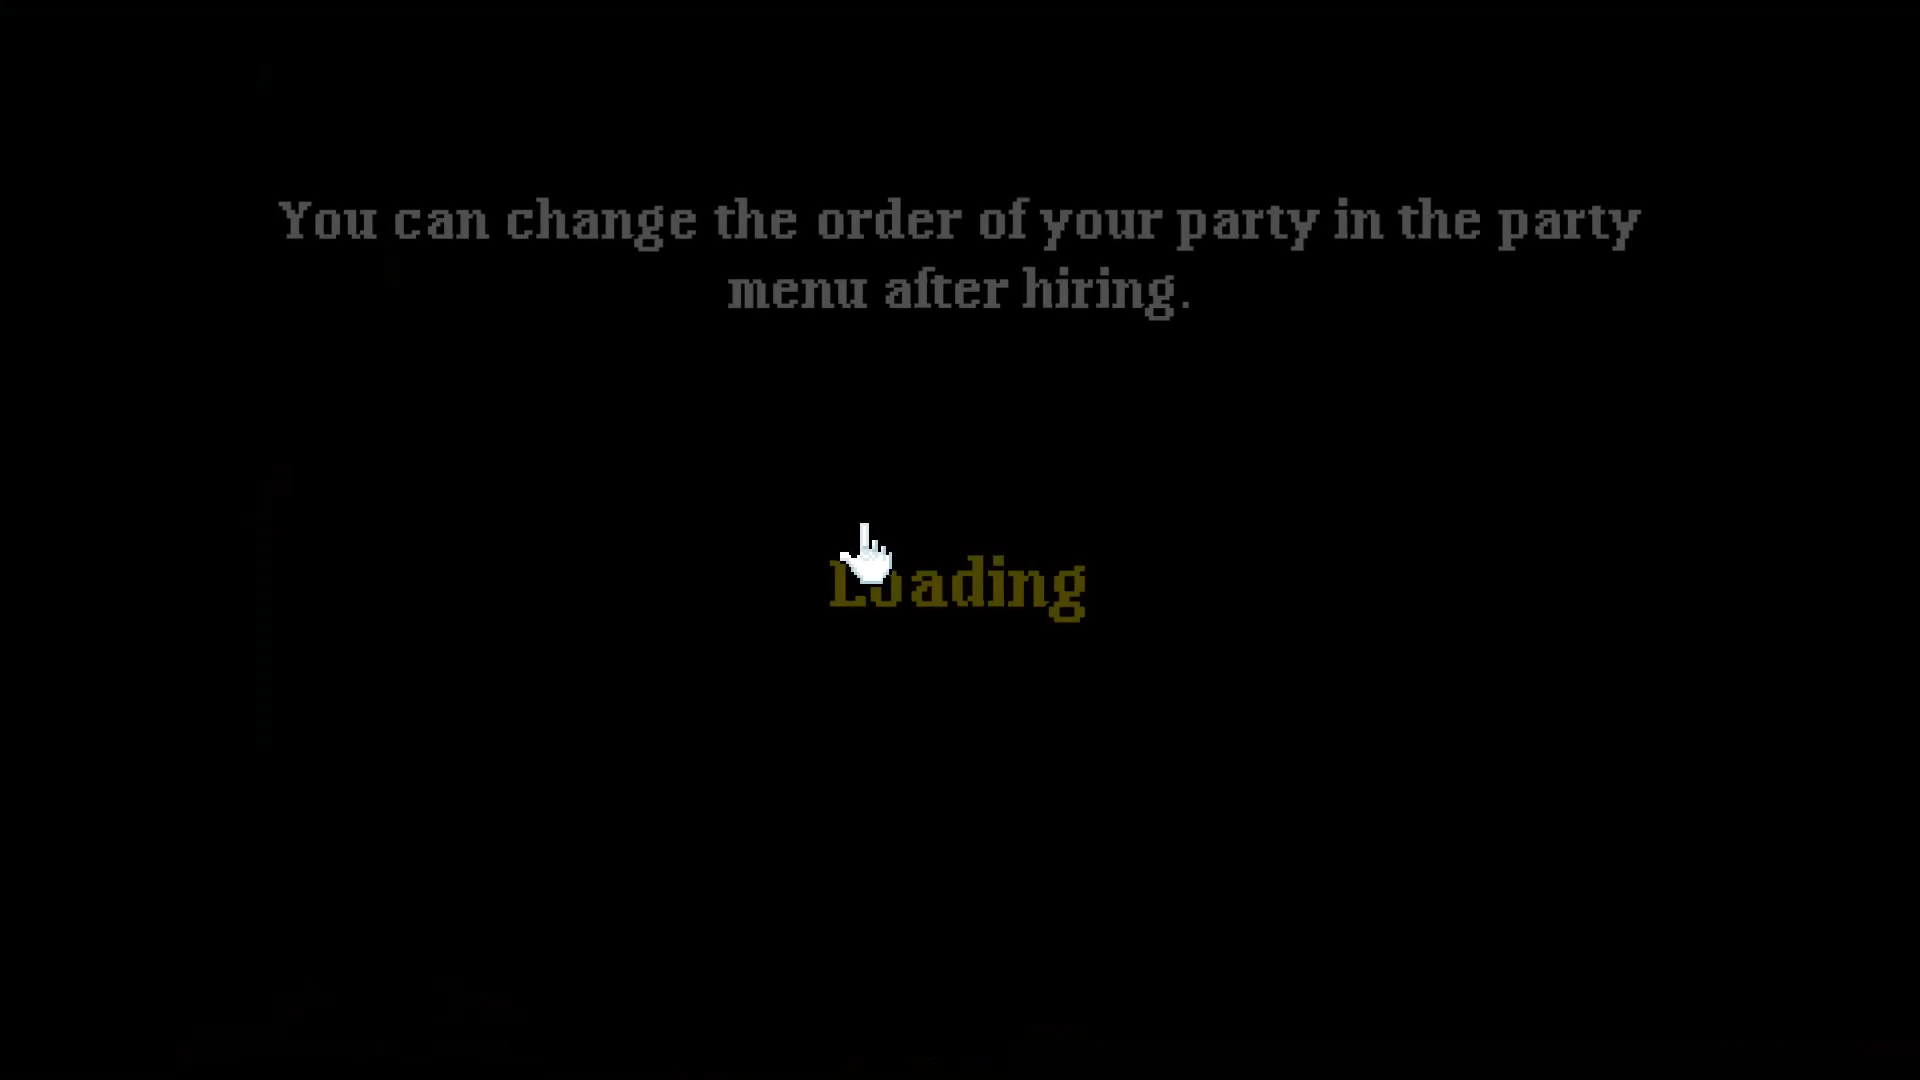 You can change the order of your party in the party
menu after hiring.
Loading